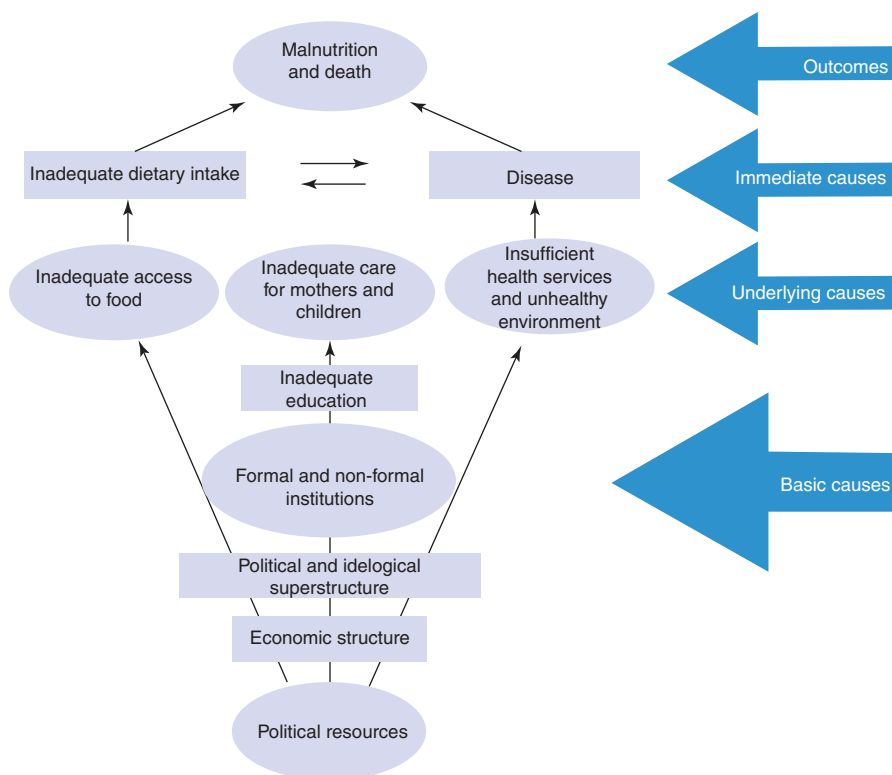 Malnutrition
and death
Outcomes
Inadequate dietary intake
Disease
Immediate causes
Inadequate access
to food
Inadequate care
for mothers and
children
Insufficient
health services
and unhealthy
environment
Underlying causes
Inadequate
education
Formal and non-formal
institutions
Basic causes
Political and idelogical
superstructure
Economic structure
Political resources